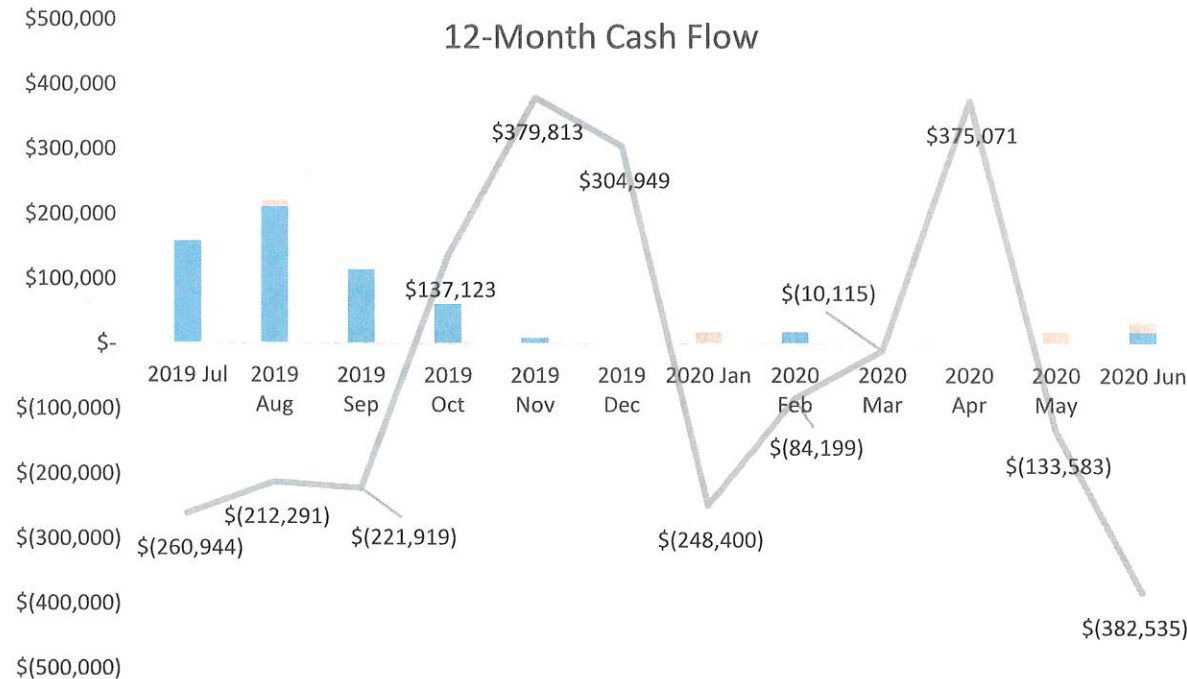 12-Month Cash Flow
$500,000
$400,000
$300,000
$200,000
$100,000
$-
$(100,000)
$(200,000)
$(300,000)
$(400,000)
$(500,000)
$379,813
$304,949
$375,071
$137,123
$(10,115)
2019 Jul
2019
Aug
2019
Sep
2019
Oct
2019
Nov
2019
Dec
2020 Jan
2020
Feb
2020
Mar
2020
Apr
2020
May
2020 Jun
$(84,199)
$(133,583)
$(260,944)
$(212,291)
$(221,919)
$(248,400)
$(382,535)